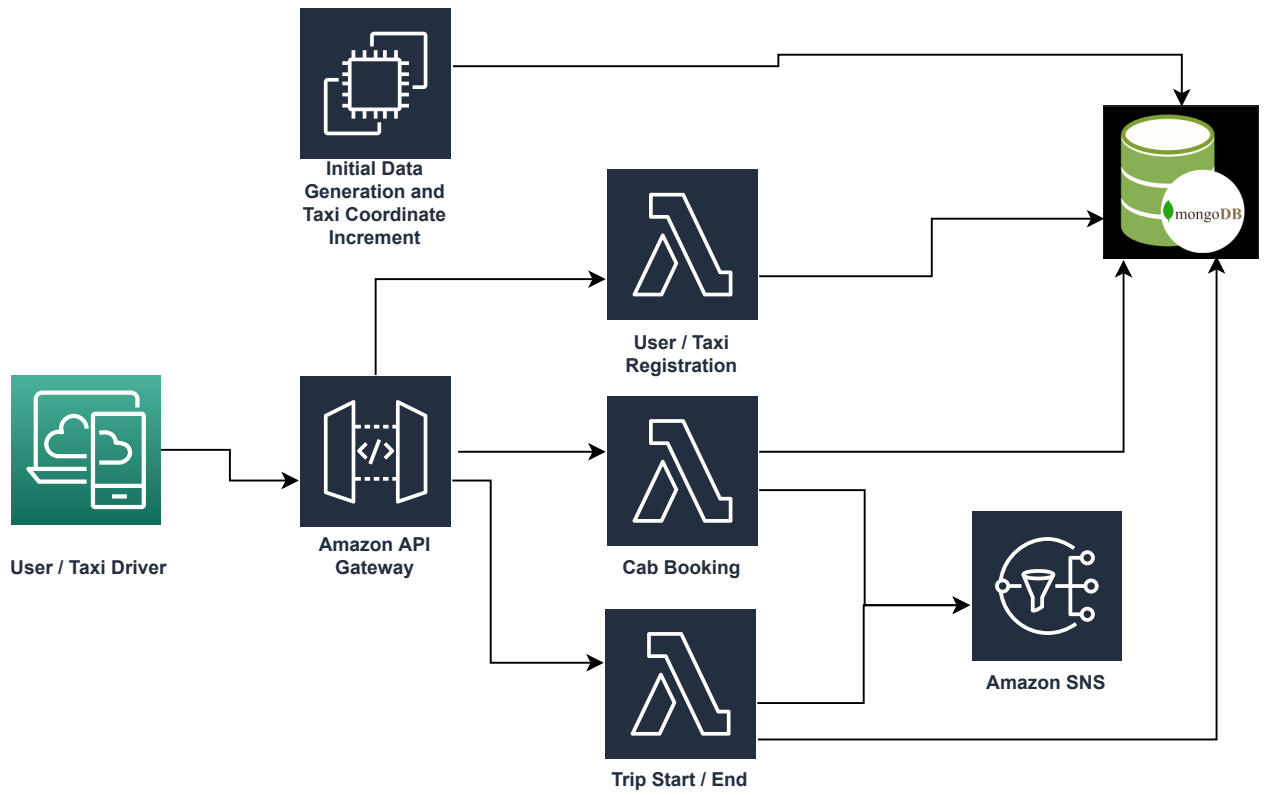 Initial Data
Generation and
Taxi Coordinate
Increment
mongoDB
User / Taxi
Registration
</>
User / Taxi Driver
Amazon API
Gateway
Cab Booking
Amazon SNS
Trip Start / End